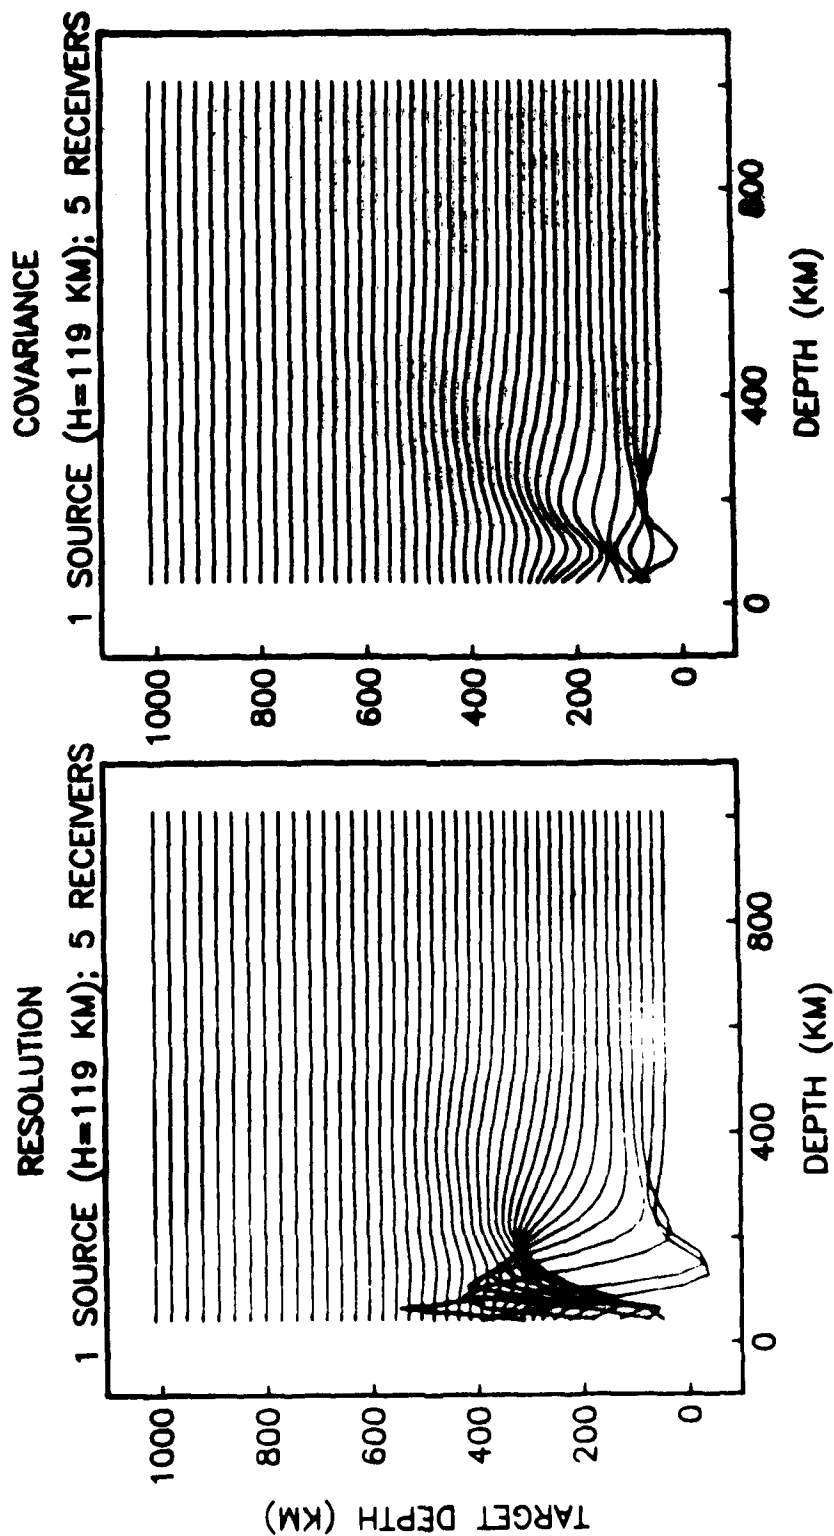 RESOLUTION
1 SOURCE (H=119 KM); 5 RECEIVERS
1000
800
600
400
200
0
TARGET DEPTH (KM)
0
400
800
DEPTH (KM)
COVARIANCE
1 SOURCE (H=119 KM); 5 RECEIVERS
1000
800
600
400
200
0
0
400
800
DEPTH (KM)